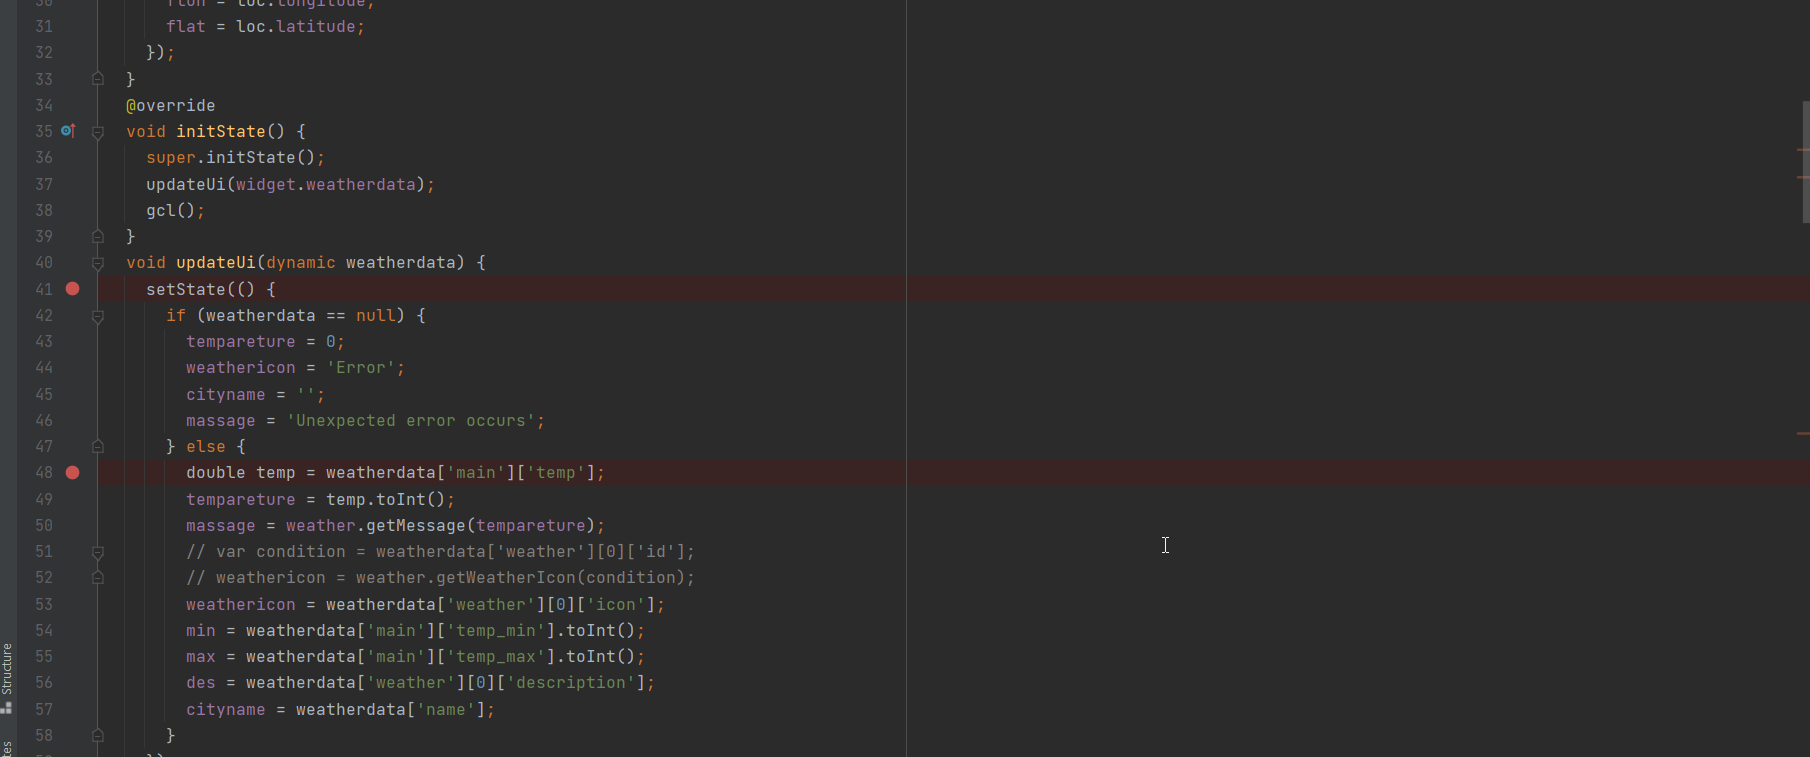 30 flon = loc.longitude;
31 flat = loc.latitude;
32 });
33 }
34 @override
35 void initState() {
36 super.initState();
37 updateUi(widget.weatherdata);
38 gcl();
39 }
40 void updateUi(dynamic weatherdata) {
41 setState(() {
42 if (weatherdata == null) {
43 tempareture = 0;
44 weathericon = 'Error';
45 cityname = '';
46 massage = 'Unexpected error occurs';
47 } else {
48 double temp = weatherdata['main']['temp'];
49 tempareture = temp.toInt();
50 massage = weather.getMessage(tempareture);
51 // var condition = weatherdata['weather'][0]['id'];
52 // weathericon = weather.getWeatherIcon(condition);
53 weathericon = weatherdata['weather'][0]['icon'];
54 min = weatherdata['main']['temp_min'].toInt();
55 max = weatherdata['main']['temp_max'].toInt();
56 des = weatherdata['weather'][0]['description'];
57 cityname = weatherdata['name'];
58 }
Structure